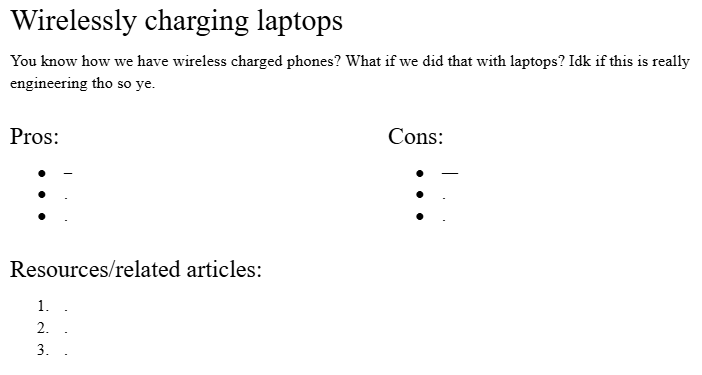 Wirelessly charging laptops
You know how we have wireless charged phones? What if we did that with laptops? Idk if this is really
engineering tho so ye.
Pros:
● –
● .
● .
Cons:
● —
● .
● .
Resources/related articles:
1. .
2. .
3. .